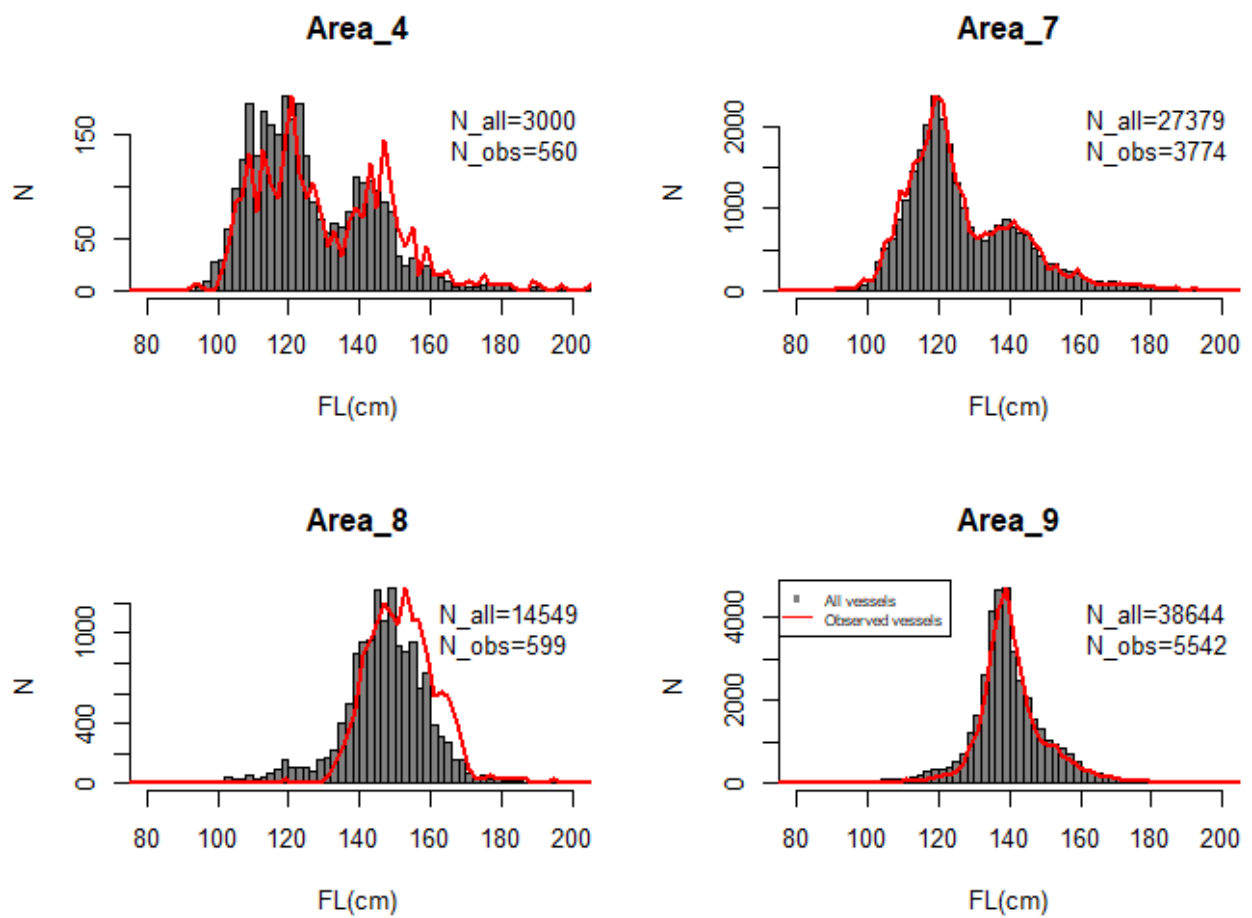 Area_4
N_all=3000
N_obs=560
150
50
0
N
80 100 120 140 160 180 200
FL(cm)
Area_7
N_all=27379
N_obs=3774
2000
1000
0
N
80 100 120 140 160 180 200
FL(cm)
Area_8
N_all=14549
N_obs=599
1000
400
0
N
80 100 120 140 160 180 200
FL(cm)
Area_9
All vessels
Observed vessels
N_all=38644
N_obs=5542
4000
2000
0
N
80 100 120 140 160 180 200
FL(cm)